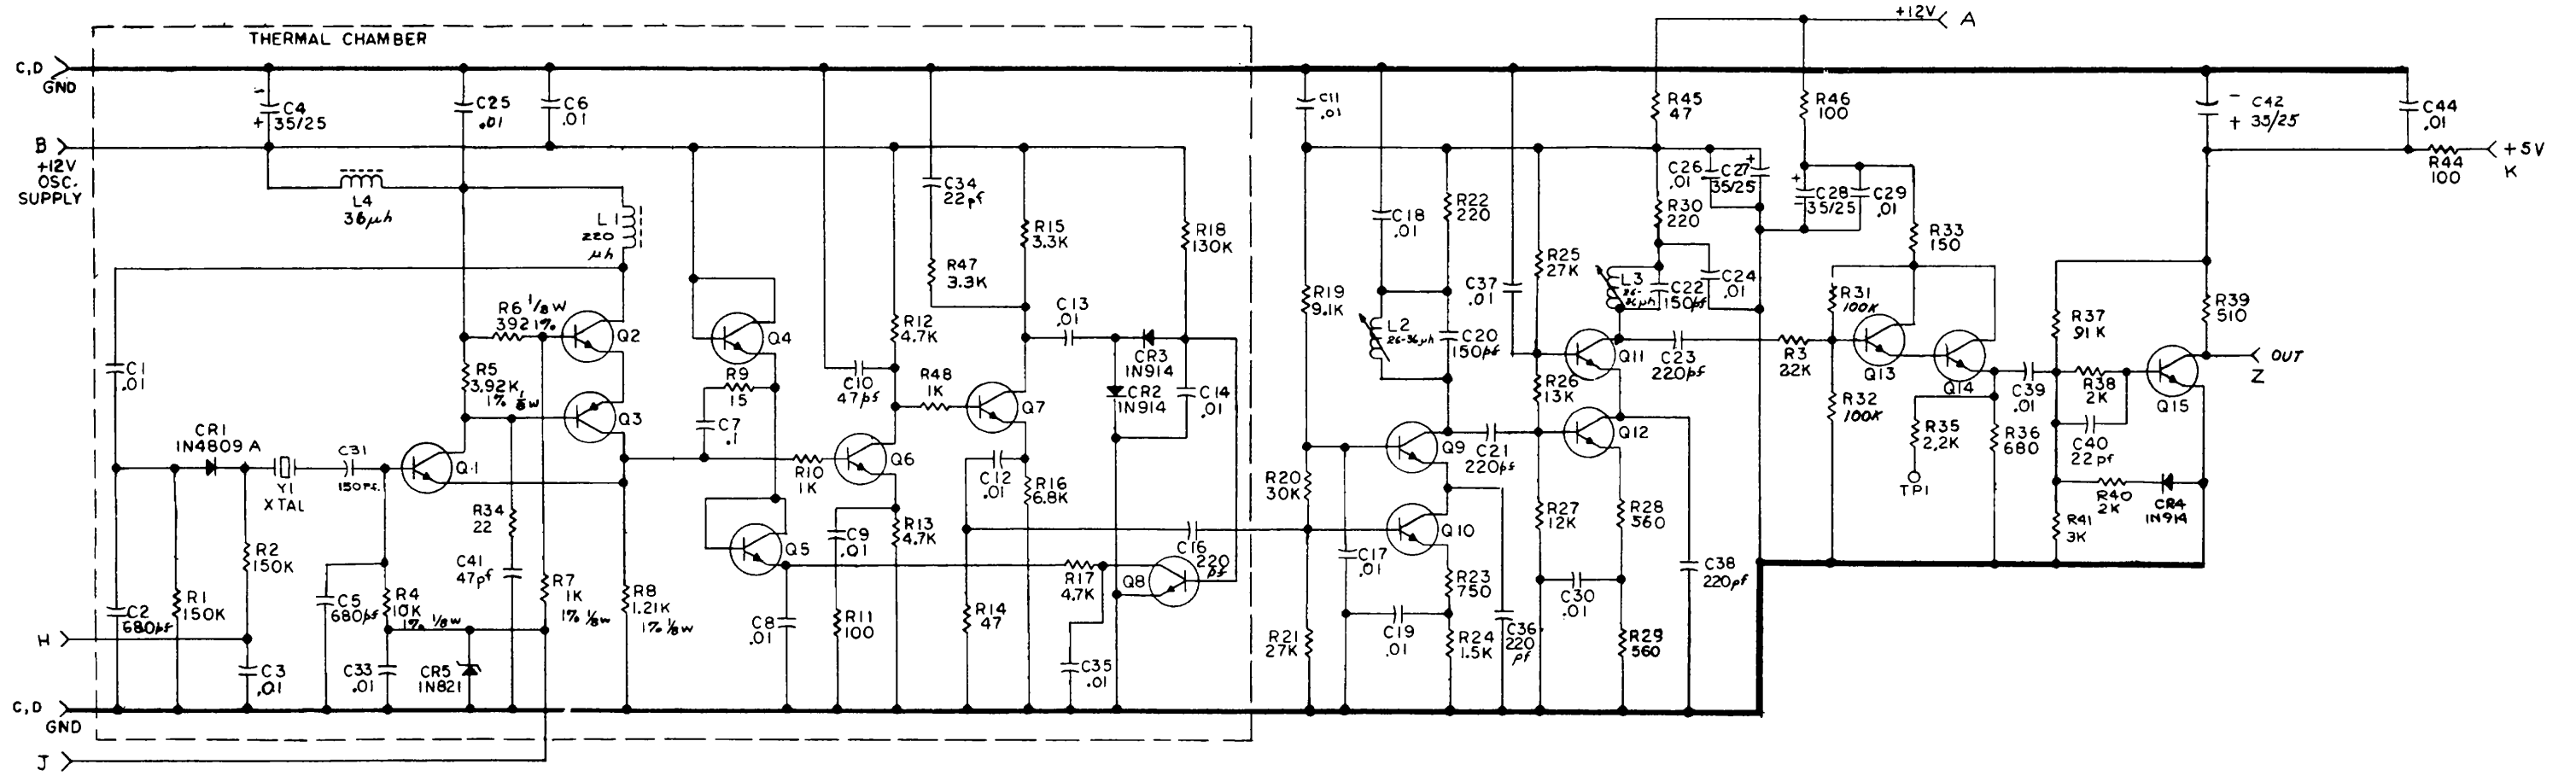 THERMAL CHAMBER
C,D
GND
B
+12V
OSC.
SUPPLY
-
C4
+ 35/25
C25
.01
C6
.01
L4
36μh
L1
220
μh
C1
.01
R6 1/8 W
392 1%
Q2
R5
3.92K
1% 1/8 W
Q3
CR1
1N4809 A
Y1
XTAL
C31
150PF.
Q1
R2
150K
R1
150K
C2
680pf
H
C3
.01
C5
680pf
R4
10K
1% 1/8 W
C33
.01
CR5
1N821
R34
22
C41
47pf
R7
1K
1% 1/8 W
R8
1.21K
1% 1/8 W
C,D
GND
J
Q4
R9
15
C7
.1
Q5
C8
.01
R10
1K
C10
47pf
R12
4.7K
Q6
C9
.01
R13
4.7K
R11
100
C34
22pf
R47
3.3K
R15
3.3K
R48
1K
Q7
C12
.01
R16
6.8K
R14
47
C13
.01
CR3
1N914
CR2
1N914
R18
130K
C14
.01
R17
4.7K
Q8
C35
.01
C16
220
pf
C11
.01
R19
9.1K
R20
30K
R21
27K
C18
.01
L2
26-36μh
R22
220
C20
150pf
Q9
Q10
C17
.01
C19
.01
R23
750
R24
1.5K
C36
220
pf
C21
220pf
C37
.01
R25
27K
R26
13K
R27
12K
+12V
A
R45
47
R30
220
L3
26-
36μh
C22
150pf
C24
.01
C26
.01
+
C27
35/25
Q11
Q12
C23
220pf
R28
560
C30
.01
R29
560
C38
220pf
R46
100
+
C28
35/25
-
C29
.01
R33
150
R3
22K
R31
100K
R32
100K
Q13
Q14
R35
2.2K
TP1
R36
680
C39
.01
R37
91K
R38
2K
C40
22pf
R40
2K
CR4
1N914
R41
3K
Q15
R39
510
OUT
Z
- C42
+ 35/25
C44
.01
R44
100
+5V
K